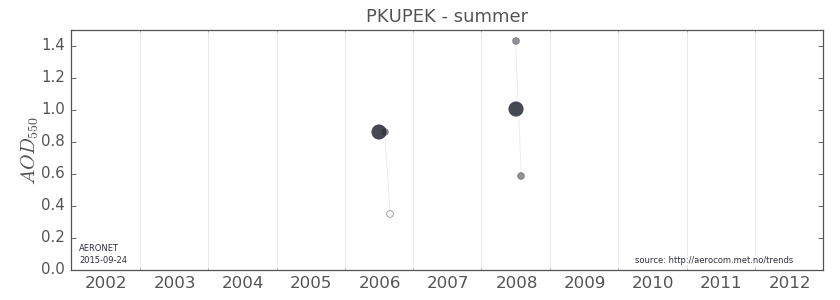 PKUPEK - summer
1.4
1.2
1.0
0.8
0.6
0.4
0.2
0.0
AOD550
AERONET
2015-09-24
source: http://aerocom.met.no/trends
2002 2003 2004 2005 2006 2007 2008 2009 2010 2011 2012